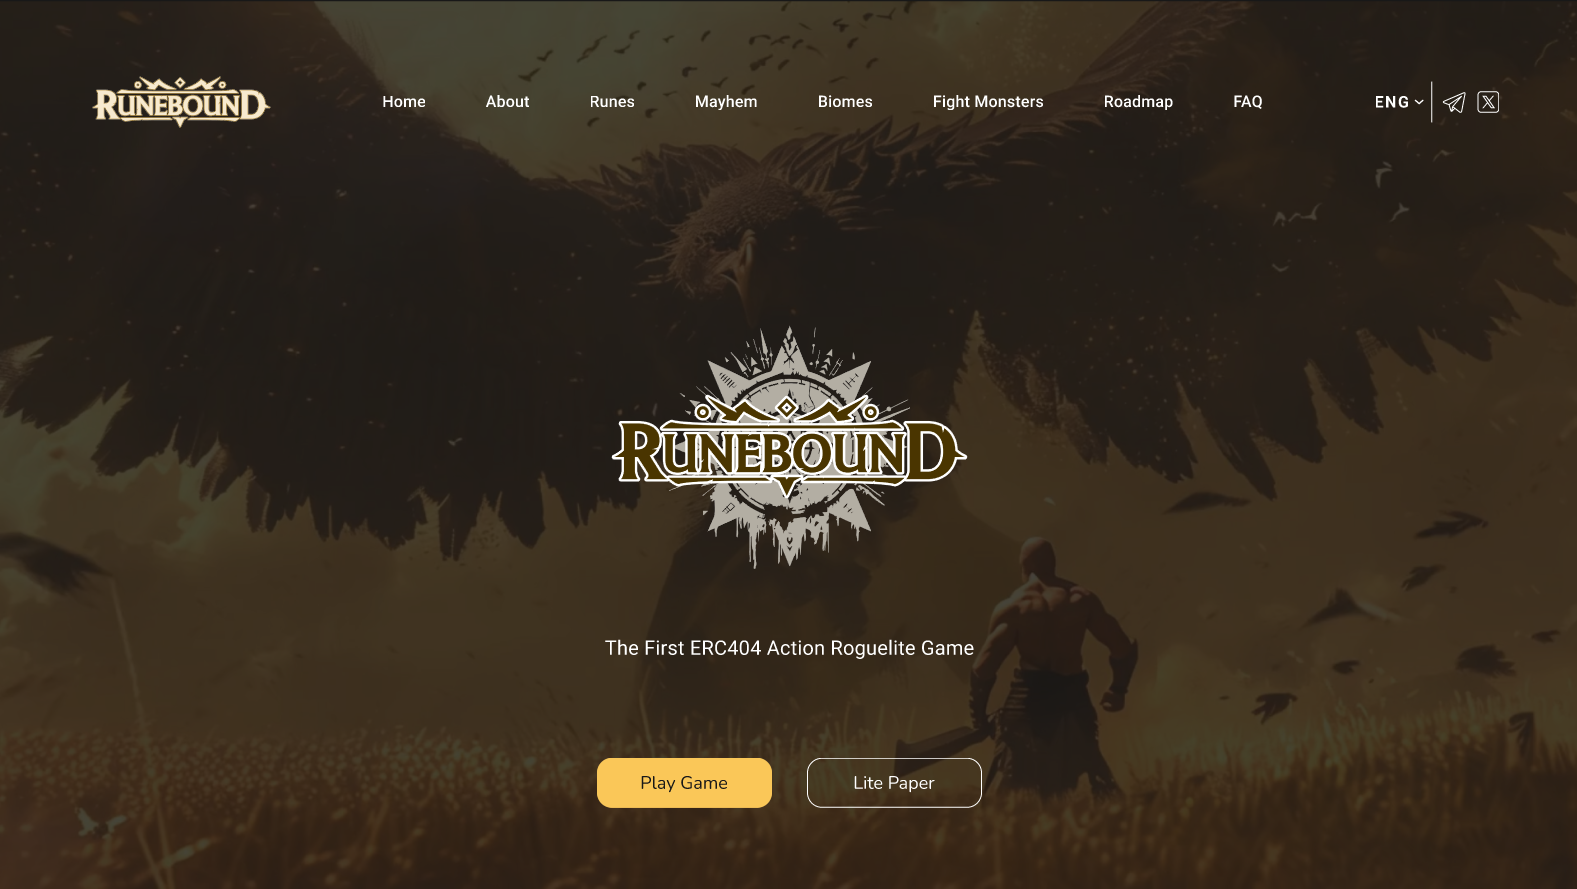 RUNEBOUND
Home About Runes Mayhem Biomes Fight Monsters Roadmap FAQ ENG
RUNEBOUND
The First ERC404 Action Roguelite Game
Play Game Lite Paper